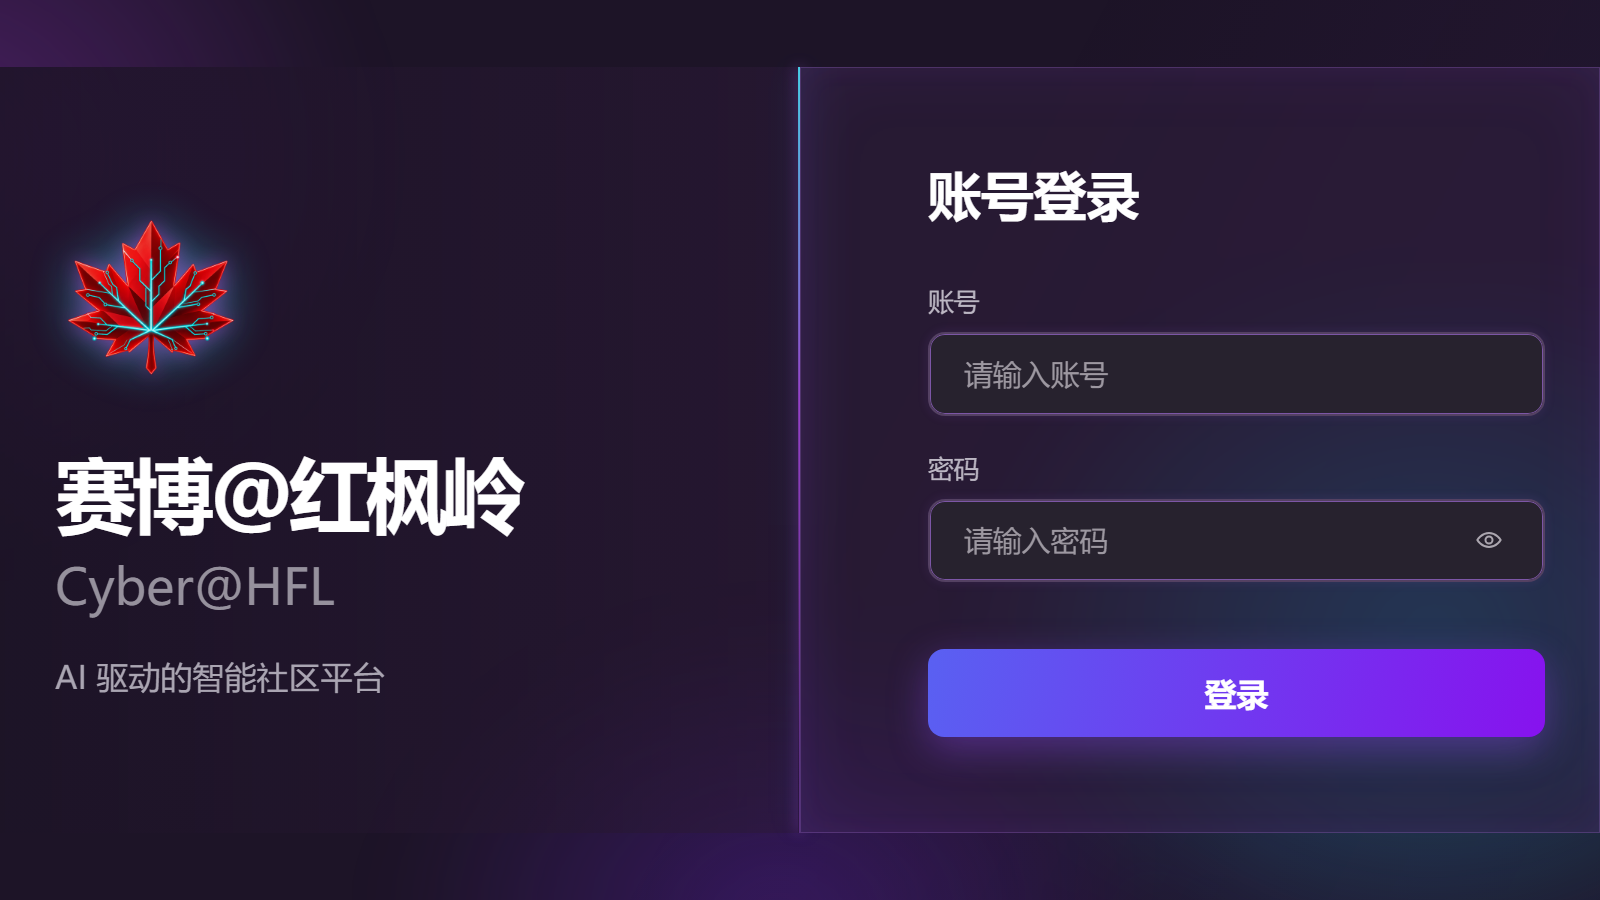 赛博@红枫岭
Cyber@HFL
AI 驱动的智能社区平台
账号登录
账号
请输入账号
密码
请输入密码
登录